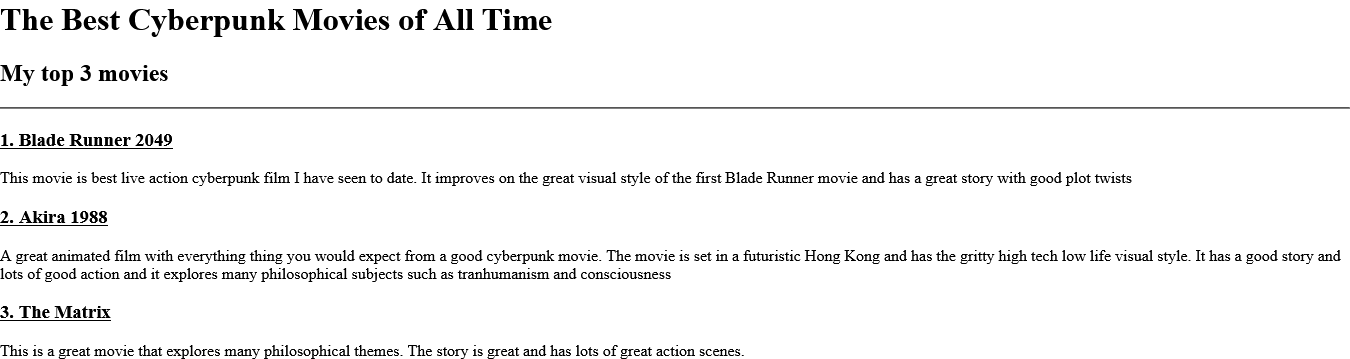 The Best Cyberpunk Movies of All Time
My top 3 movies
1. Blade Runner 2049
This movie is best live action cyberpunk film I have seen to date. It improves on the great visual style of the first Blade Runner movie and has a great story with good plot twists
2. Akira 1988
A great animated film with everything thing you would expect from a good cyberpunk movie. The movie is set in a futuristic Hong Kong and has the gritty high tech low life visual style. It has a good story and
lots of good action and it explores many philosophical subjects such as tranhumanism and consciousness
3. The Matrix
This is a great movie that explores many philosophical themes. The story is great and has lots of great action scenes.